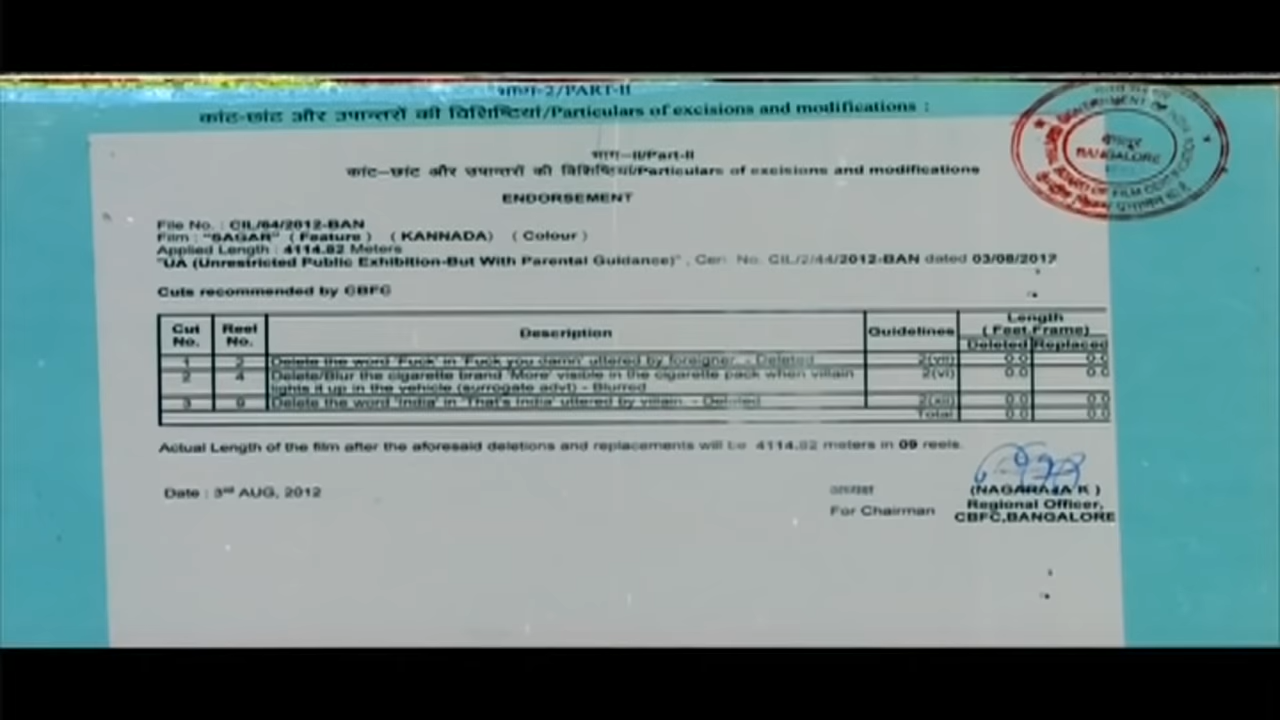 भाग-2/PART-II
कांट-छांट और उपान्तरों की विशिष्टियां/Particulars of excisions and modifications :
भाग-II/Part-II
कांट-छांट और उपान्तरों की विशिष्टियां/Particulars of excisions and modifications
ENDORSEMENT
File No. : CIL/64/2012-BAN
Film : "SAGAR" ( Feature ) ( KANNADA) ( Colour )
Applied Length : 4114.82 Meters
"UA (Unrestricted Public Exhibition-But With Parental Guidance)" , Cert. No. CIL/2/44/2012-BAN dated 03/08/2012
Cuts recommended by CBFC
Cut No. Reel No. Description Guidelines Length ( Feet.Frame) Deleted Replaced
1 2 Delete the word 'Fuck' in 'Fuck you damn' uttered by foreigner. - Deleted 2(vii) 0.0 0.0
2 4 Delete/Blur the cigarette brand 'More' visible in the cigarette pack when villain 2(vi) 0.0 0.0
lights it up in the vehicle (surrogate advt) - Blurred
3 9 Delete the word 'India' in 'That's India' uttered by villain. - Deleted 2(xii) 0.0 0.0
Total 0.0 0.0
Actual Length of the film after the aforesaid deletions and replacements will be 4114.82 meters in 09 reels.
Date : 3rd AUG, 2012
For Chairman
(NAGARAJA K )
Regional Officer,
CBFC,BANGALORE
BANGALORE